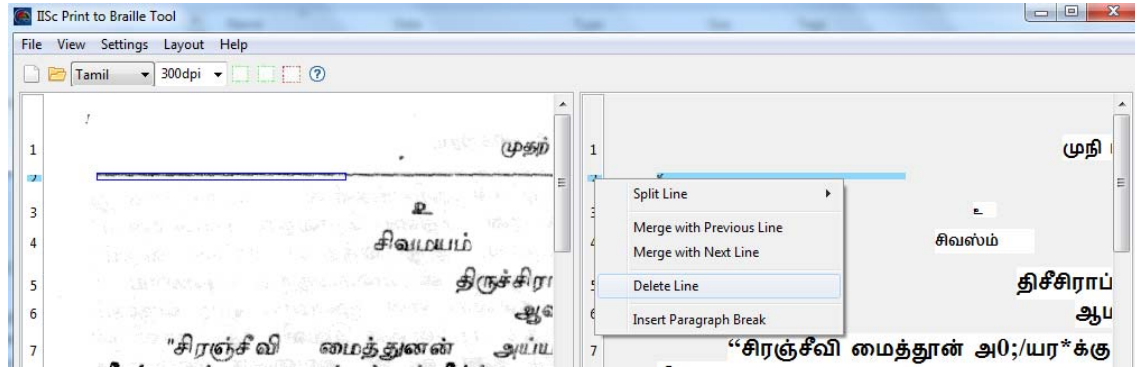 IISc Print to Braille Tool
File View Settings Layout Help
Tamil 300dpi
1 முதற்
2
3 உ
4 சிவமயம்
5 திருச்சிரா
6
7 "சிரஞ்சீவி மைத்துனன் அய்ய
1 முநி
3 உ
4 சிவஸ்ம்
5 திசீசிராப்
6 ஆப
7 “சிரஞ்சீவி மைத்தூன் அ0;/யர*க்கு
Split Line
Merge with Previous Line
Merge with Next Line
Delete Line
Insert Paragraph Break